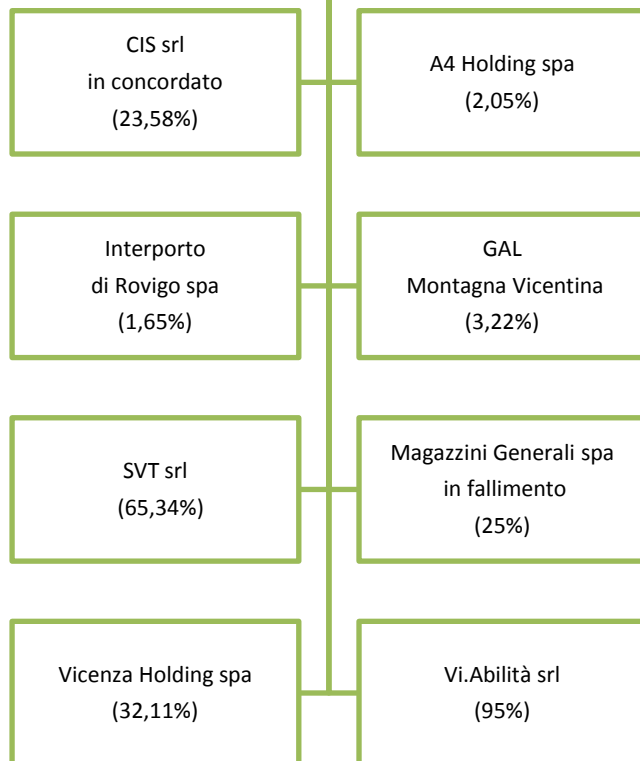 CIS srl
in concordato
(23,58%)
A4 Holding spa
(2,05%)
Interporto
di Rovigo spa
(1,65%)
GAL
Montagna Vicentina
(3,22%)
SVT srl
(65,34%)
Magazzini Generali spa
in fallimento
(25%)
Vicenza Holding spa
(32,11%)
Vi.Abilità srl
(95%)